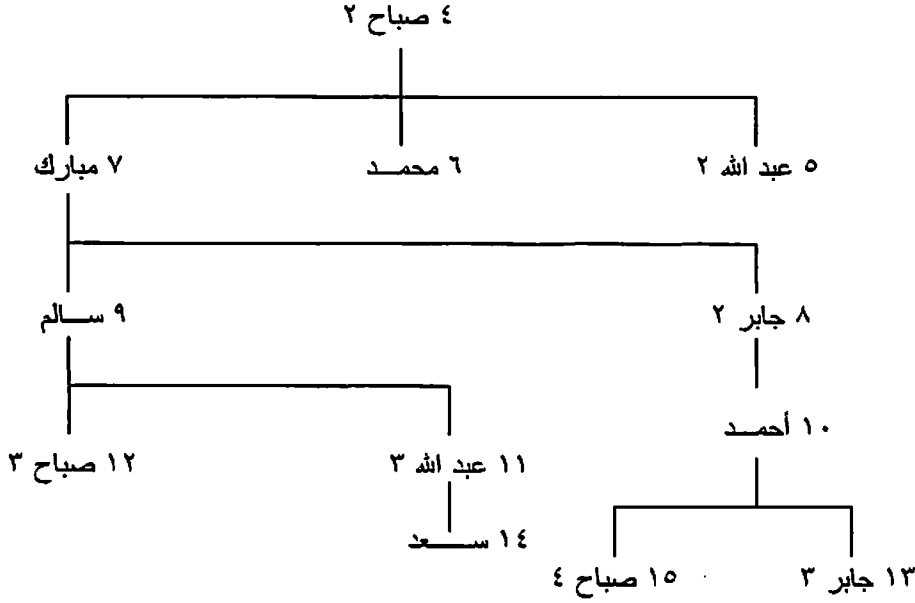 ٤ صباح ٢
٥ عبد الله ٢
٦ محمـــد
٧ مبارك
٨ جابر ٢
٩ ســـالم
١٠ أحمـــد
١١ عبد الله ٣
١٢ صباح ٣
١٤ ســـعد
١٣ جابر ٣
١٥ صباح ٤